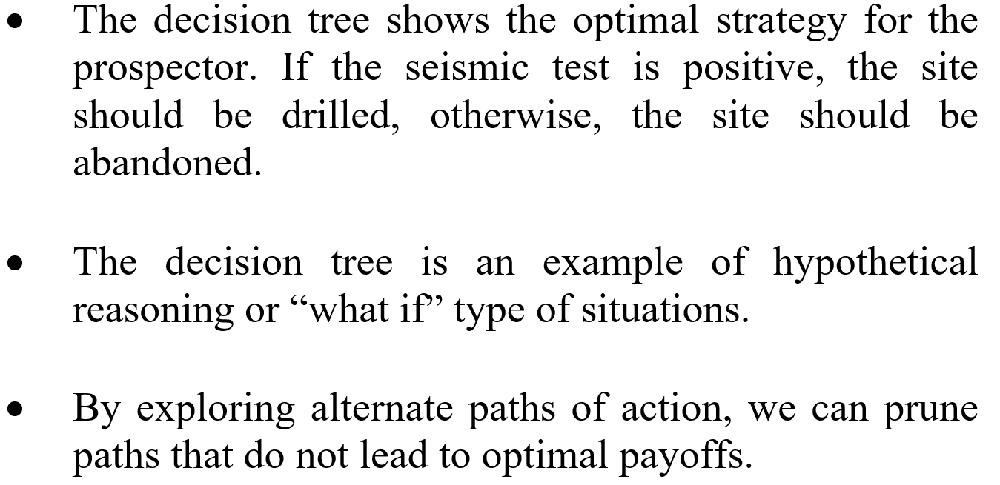 • The decision tree shows the optimal strategy for the
prospector. If the seismic test is positive, the site
should be drilled, otherwise, the site should be
abandoned.
• The decision tree is an example of hypothetical
reasoning or “what if” type of situations.
• By exploring alternate paths of action, we can prune
paths that do not lead to optimal payoffs.